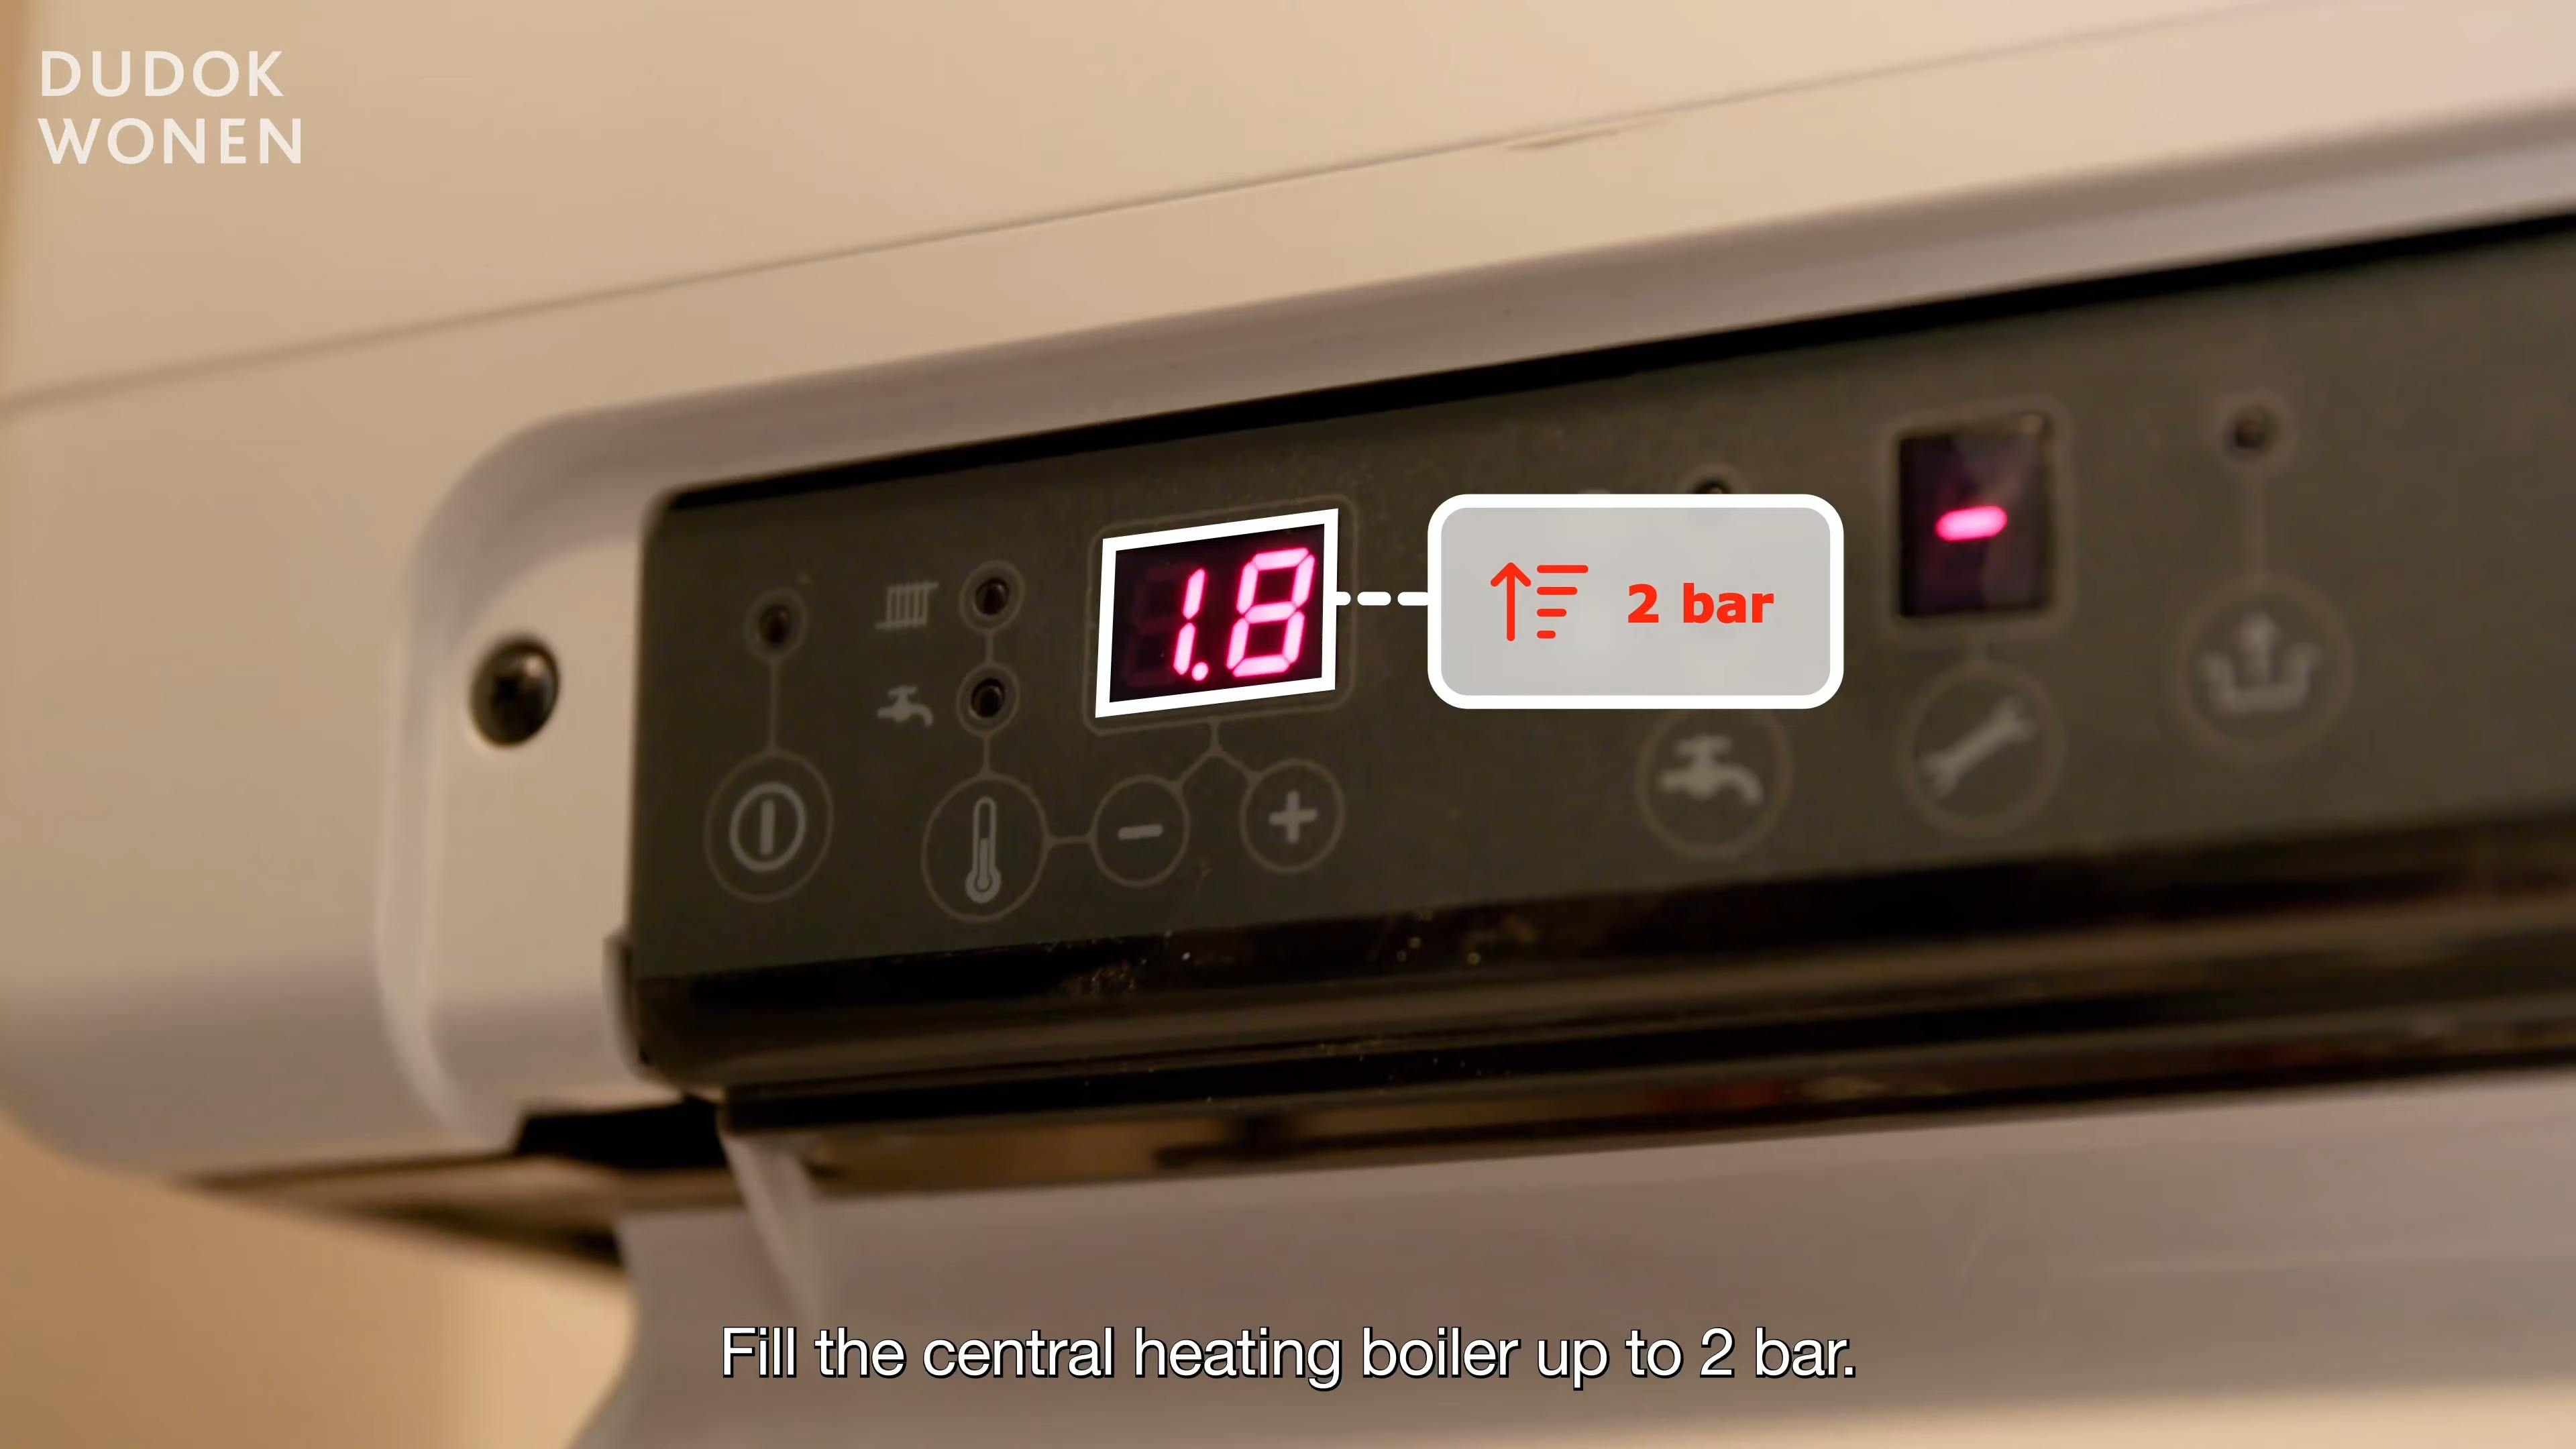 DUDOK
WONEN
1.8
2 bar
-
Fill the central heating boiler up to 2 bar.